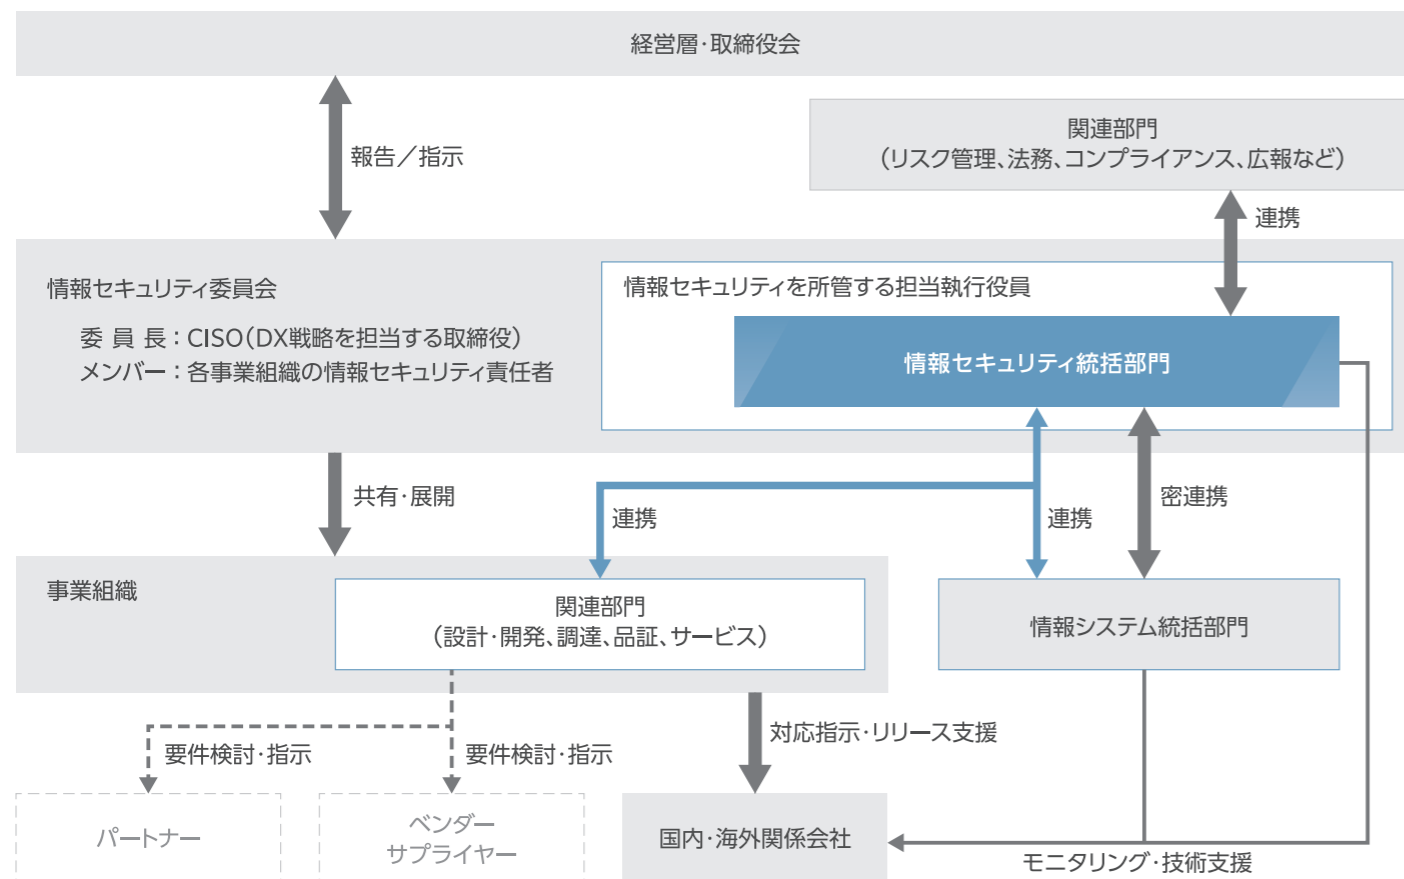 経営層・取締役会
関連部門
（リスク管理、法務、コンプライアンス、広報など）
報告／指示
連携
情報セキュリティ委員会
委 員 長：CISO（DX戦略を担当する取締役）
メンバー：各事業組織の情報セキュリティ責任者
情報セキュリティを所管する担当執行役員
情報セキュリティ統括部門
共有・展開
連携
連携
密連携
事業組織
関連部門
（設計・開発、調達、品証、サービス）
情報システム統括部門
要件検討・指示
要件検討・指示
対応指示・リリース支援
パートナー
ベンダー
サプライヤー
国内・海外関係会社
モニタリング・技術支援